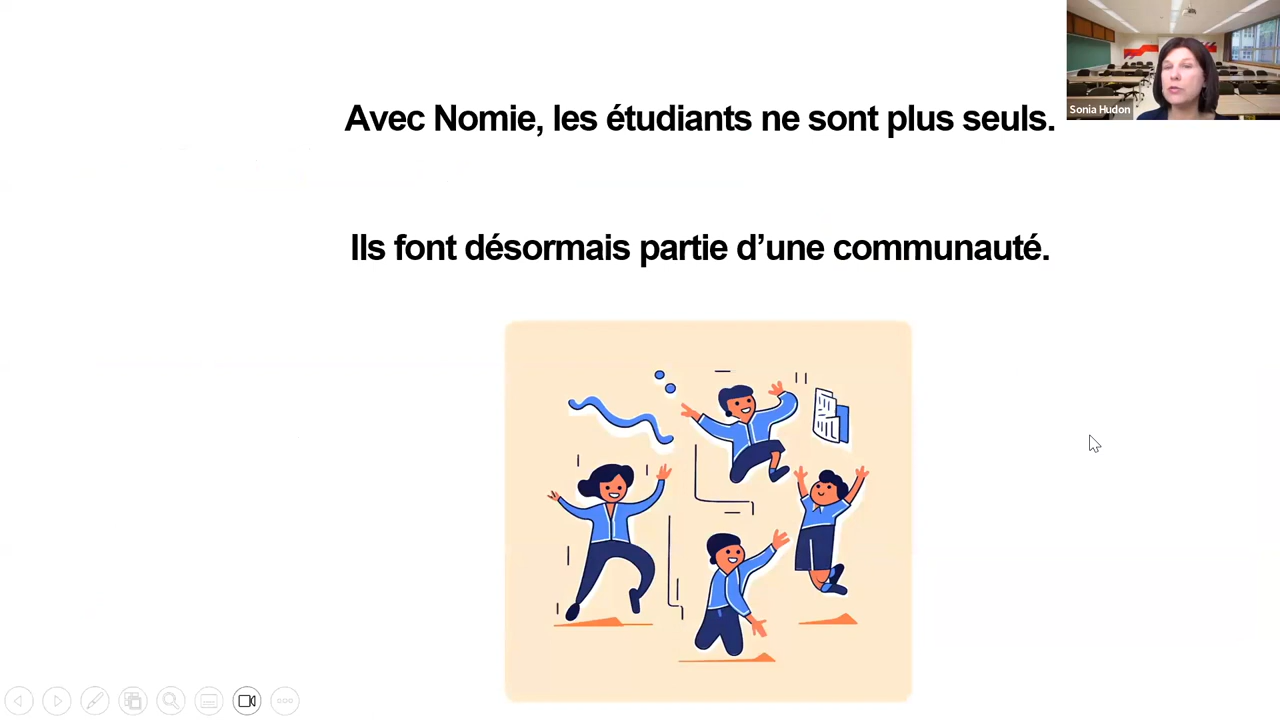 Avec Nomie, les étudiants ne sont plus seuls.
Sonia Hudon
Ils font désormais partie d’une communauté.